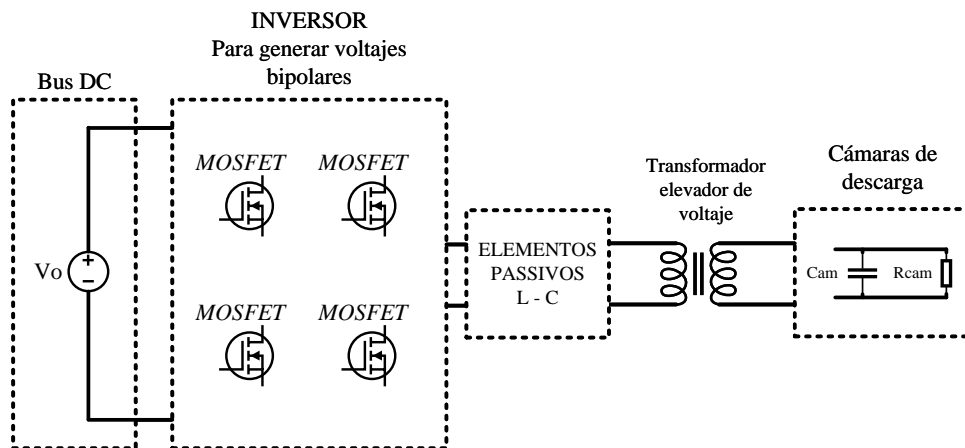 INVERSOR
Para generar voltajes
bipolares
Bus DC
MOSFET
MOSFET
Vo
MOSFET
MOSFET
ELEMENTOS
PASSIVOS
L - C
Transformador
elevador de
voltaje
Cámaras de
descarga
Cam
Rcam